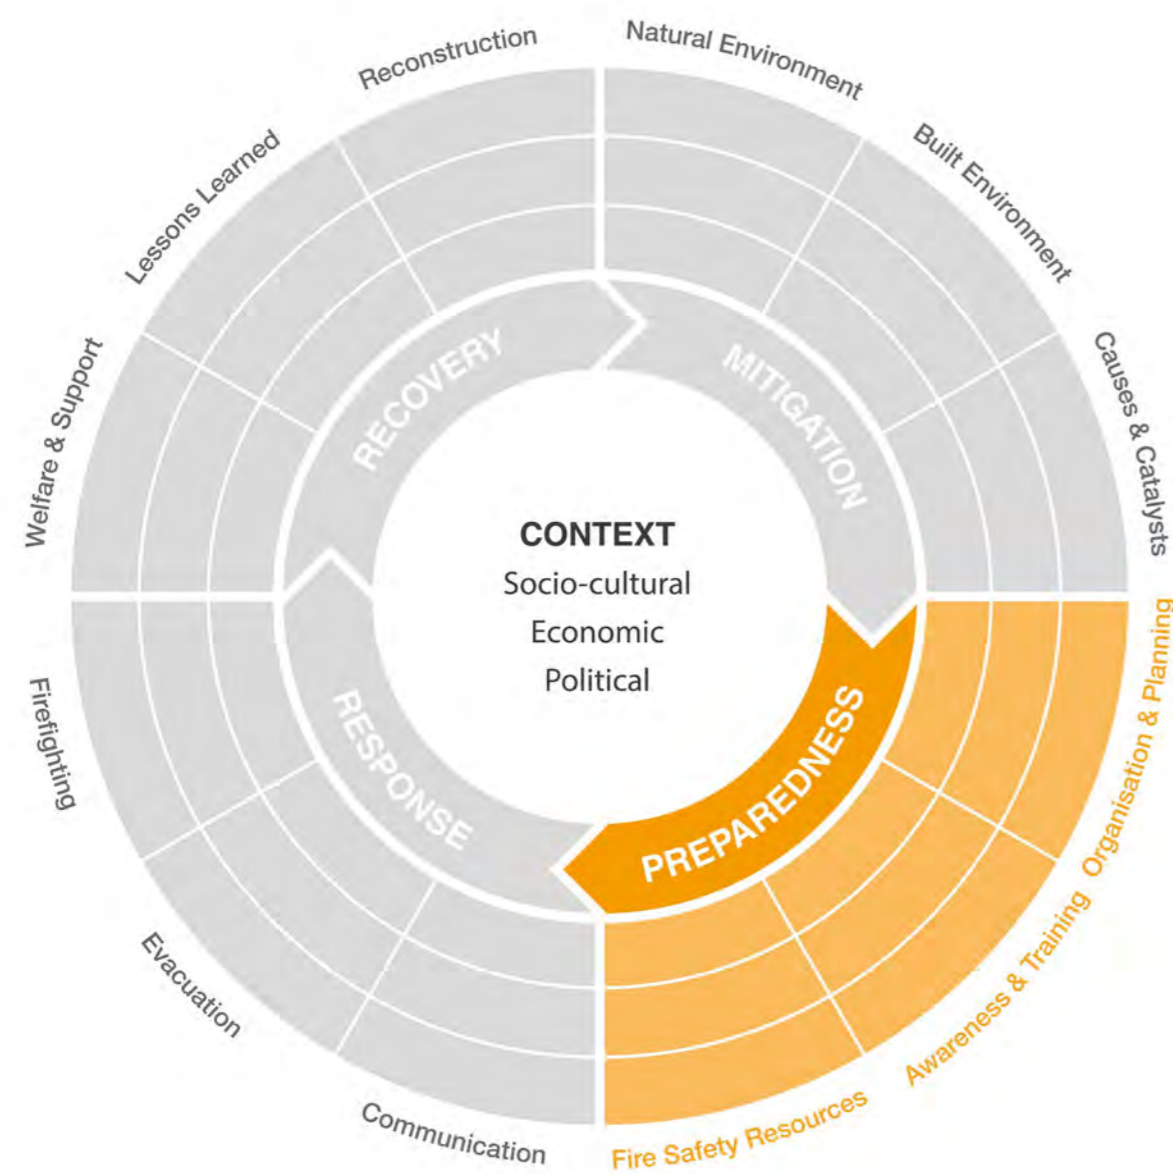 Reconstruction
Natural Environment
Built Environment
Causes & Catalysts
Organisation & Planning
Awareness & Training
Fire Safety Resources
Communication
Evacuation
Firefighting
Welfare & Support
Lessons Learned
RECOVERY
MITIGATION
PREPAREDNESS
RESPONSE
CONTEXT
Socio-cultural
Economic
Political